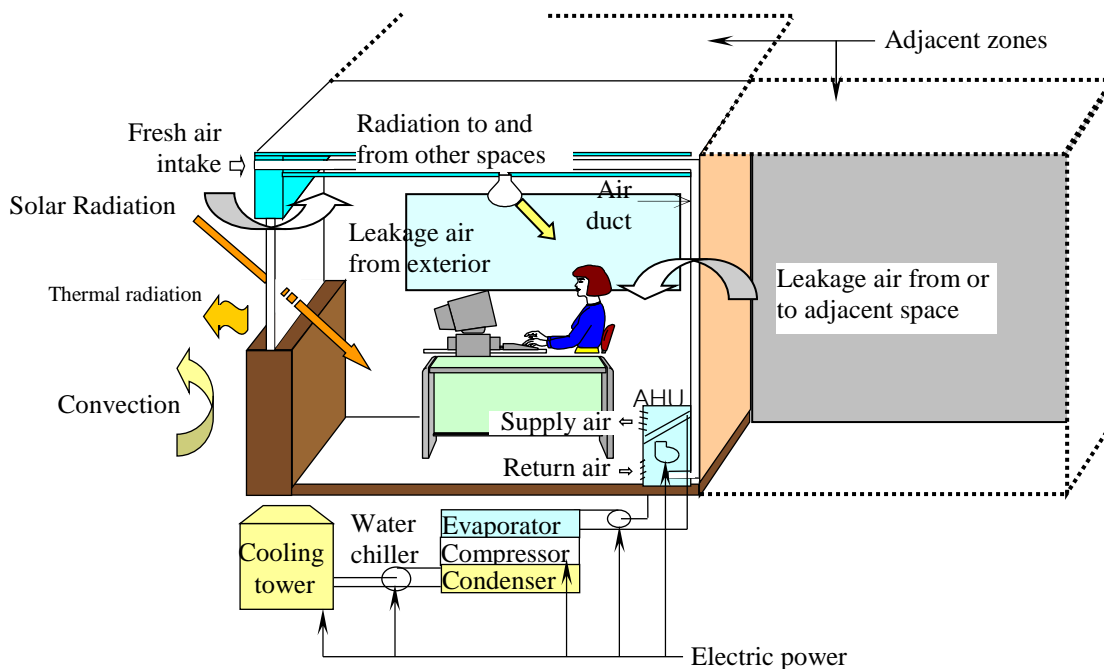 Adjacent zones
Fresh air
intake
Radiation to and
from other spaces
Air
duct
Solar Radiation
Leakage air
from exterior
Leakage air from or
to adjacent space
Thermal radiation
Convection
AHU
Supply air
Return air
Water
chiller
Evaporator
Compressor
Condenser
Cooling
tower
Electric power